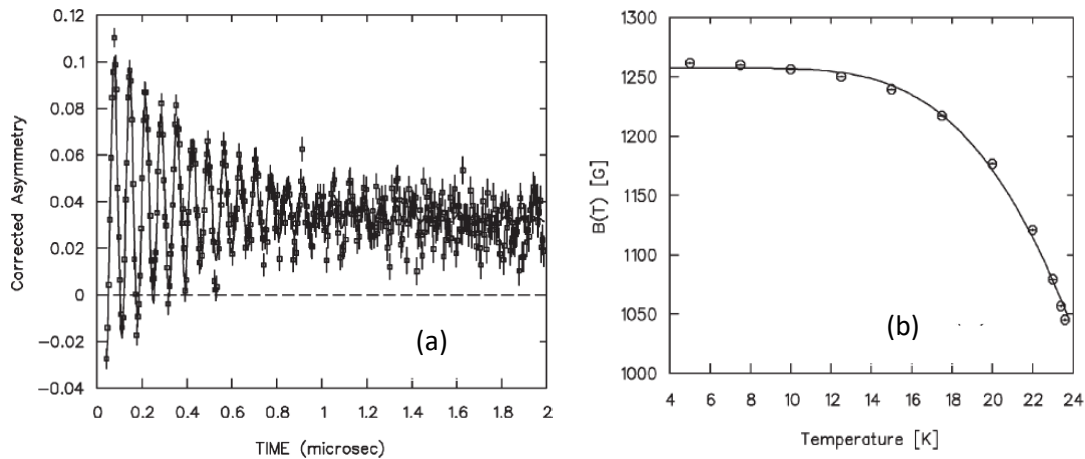 0.12
0.1
0.08
0.06
0.04
0.02
0
−0.02
−0.04
Corrected Asymmetry
(a)
0 0.2 0.4 0.6 0.8 1 1.2 1.4 1.6 1.8 2
TIME (microsec)
1300
1250
1200
1150
1100
1050
1000
B(T) [G]
(b)
4 6 8 10 12 14 16 18 20 22 24
Temperature [K]